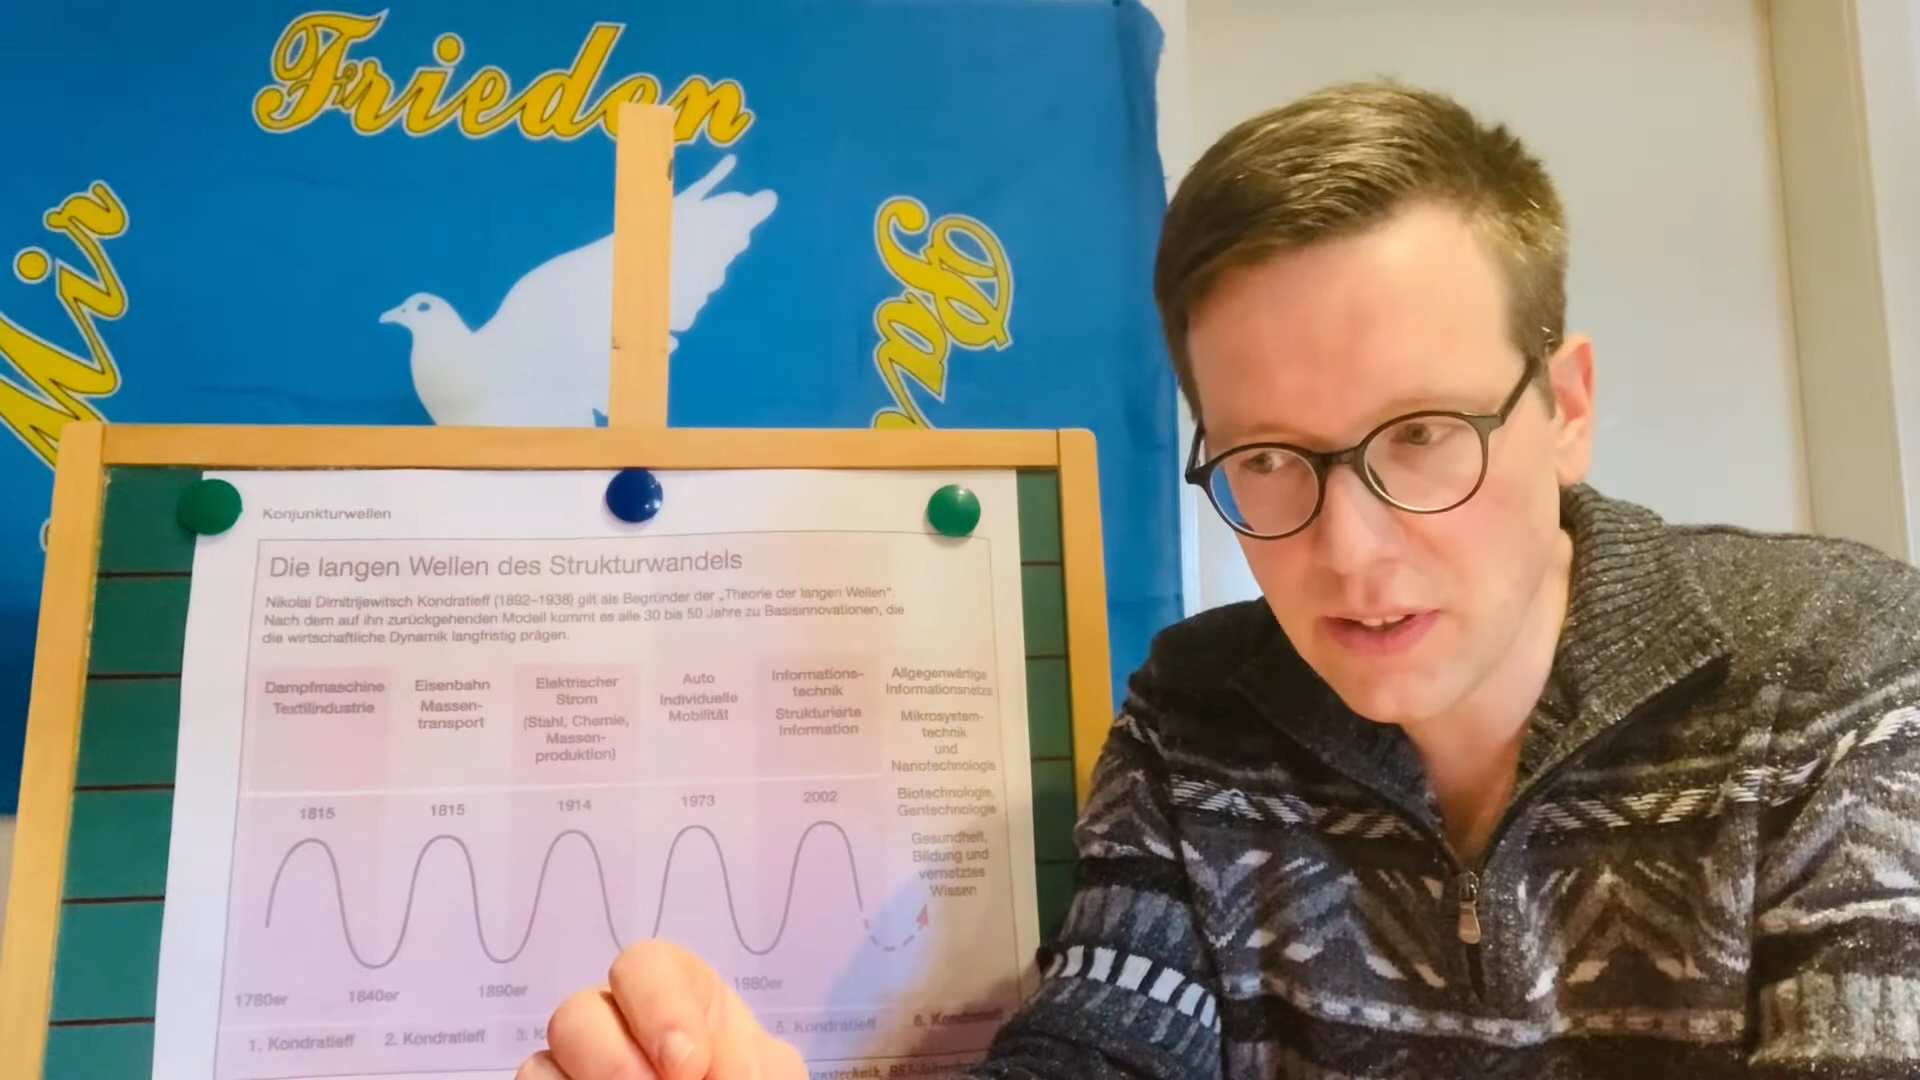 Frieden
Mir
Konjunkturwellen
Die langen Wellen des Strukturwandels
Nikolai Dimitrijewitsch Kondratieff (1892–1938) gilt als Begründer der „Theorie der langen Wellen“.
Nach dem auf ihn zurückgehenden Modell kommt es alle 30 bis 50 Jahre zu Basisinnovationen, die
die wirtschaftliche Dynamik langfristig prägen.
Dampfmaschine
Textilindustrie
Eisenbahn
Massen-
transport
Elektrischer
Strom
(Stahl, Chemie,
Massen-
produktion)
Auto
Individuelle
Mobilität
Informations-
technik
Strukturierte
Information
Allgegenwärtige
Informationsnetze
Mikrosystem-
technik
und
Nanotechnologie
Biotechnologie,
Gentechnologie
Gesundheit,
Bildung und
vernetztes
Wissen
1815
1815
1914
1973
2002
1780er
1840er
1890er
1980er
1. Kondratieff
2. Kondratieff
3. K
5. Kondratieff
6. Kondratieff